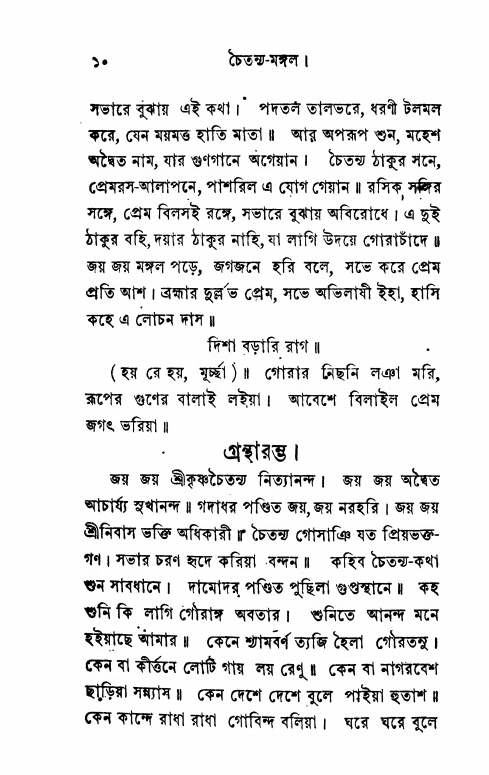 ১০ চৈতন্য-মঙ্গল।
সভারে বুঝায় এই কথা। পদতল তালভরে, ধরণী টলমল
করে, যেন ময়মত্ত হাতি মাতা॥ আর অপরূপ শুন, মহেশ
অদ্বৈত নাম, যার গুণগানে অগেয়ান। চৈতন্য ঠাকুর সনে,
প্রেমরস-আলাপনে, পাশরিল এ যোগ গেয়ান॥ রসিক সঙ্গির
সঙ্গে, প্রেম বিলসই রঙ্গে, সভারে বুঝায় অবিরোধে। এ দুই
ঠাকুর বহি, দয়ার ঠাকুর নাহি, যা লাগি উদয়ে গোরাচাঁদে॥
জয় জয় মঙ্গল পড়ে, জগজনে হরি বলে, সভে করে প্রেম
প্রতি আশ। ব্রহ্মার দুর্ল্লভ প্রেম, সভে অভিলাষী ইহা, হাসি
কহে এ লোচন দাস॥
দিশা বড়ারি রাগ॥
(হয় রে হয়, মূর্চ্ছা)॥ গোরার নিছনি লঞা মরি,
রূপের গুণের বালাই লইয়া। আবেশে বিলাইল প্রেম
জগৎ ভরিয়া॥
গ্রন্থারম্ভ।
জয় জয় শ্রীকৃষ্ণচৈতন্য নিত্যানন্দ। জয় জয় অদ্বৈত
আচার্য্য সুখানন্দ॥ গদাধর পণ্ডিত জয়, জয় নরহরি। জয় জয়
শ্রীনিবাস ভক্তি অধিকারী॥ চৈতন্য গোসাঞি যত প্রিয়ভক্ত-
গণ। সভার চরণ হৃদে করিয়া বন্দন॥ কহিব চৈতন্য-কথা
শুন সাবধানে। দামোদর পণ্ডিত পুছিলা গুপ্তস্থানে॥ কহ
শুনি কি লাগি গৌরাঙ্গ অবতার। শুনিতে আনন্দ মনে
হইয়াছে আমার॥ কেনে শ্যামবর্ণ ত্যজি হৈলা গৌরতনু।
কেন বা কীর্ত্তনে লোটি গায় লয় রেণু॥ কেন বা নাগরবেশ
ছাড়িয়া সন্ন্যাস॥ কেন দেশে দেশে বুলে পাইয়া হুতাশ॥
কেন কান্দে রাধা রাধা গোবিন্দ বলিয়া। ঘরে ঘরে বুলে